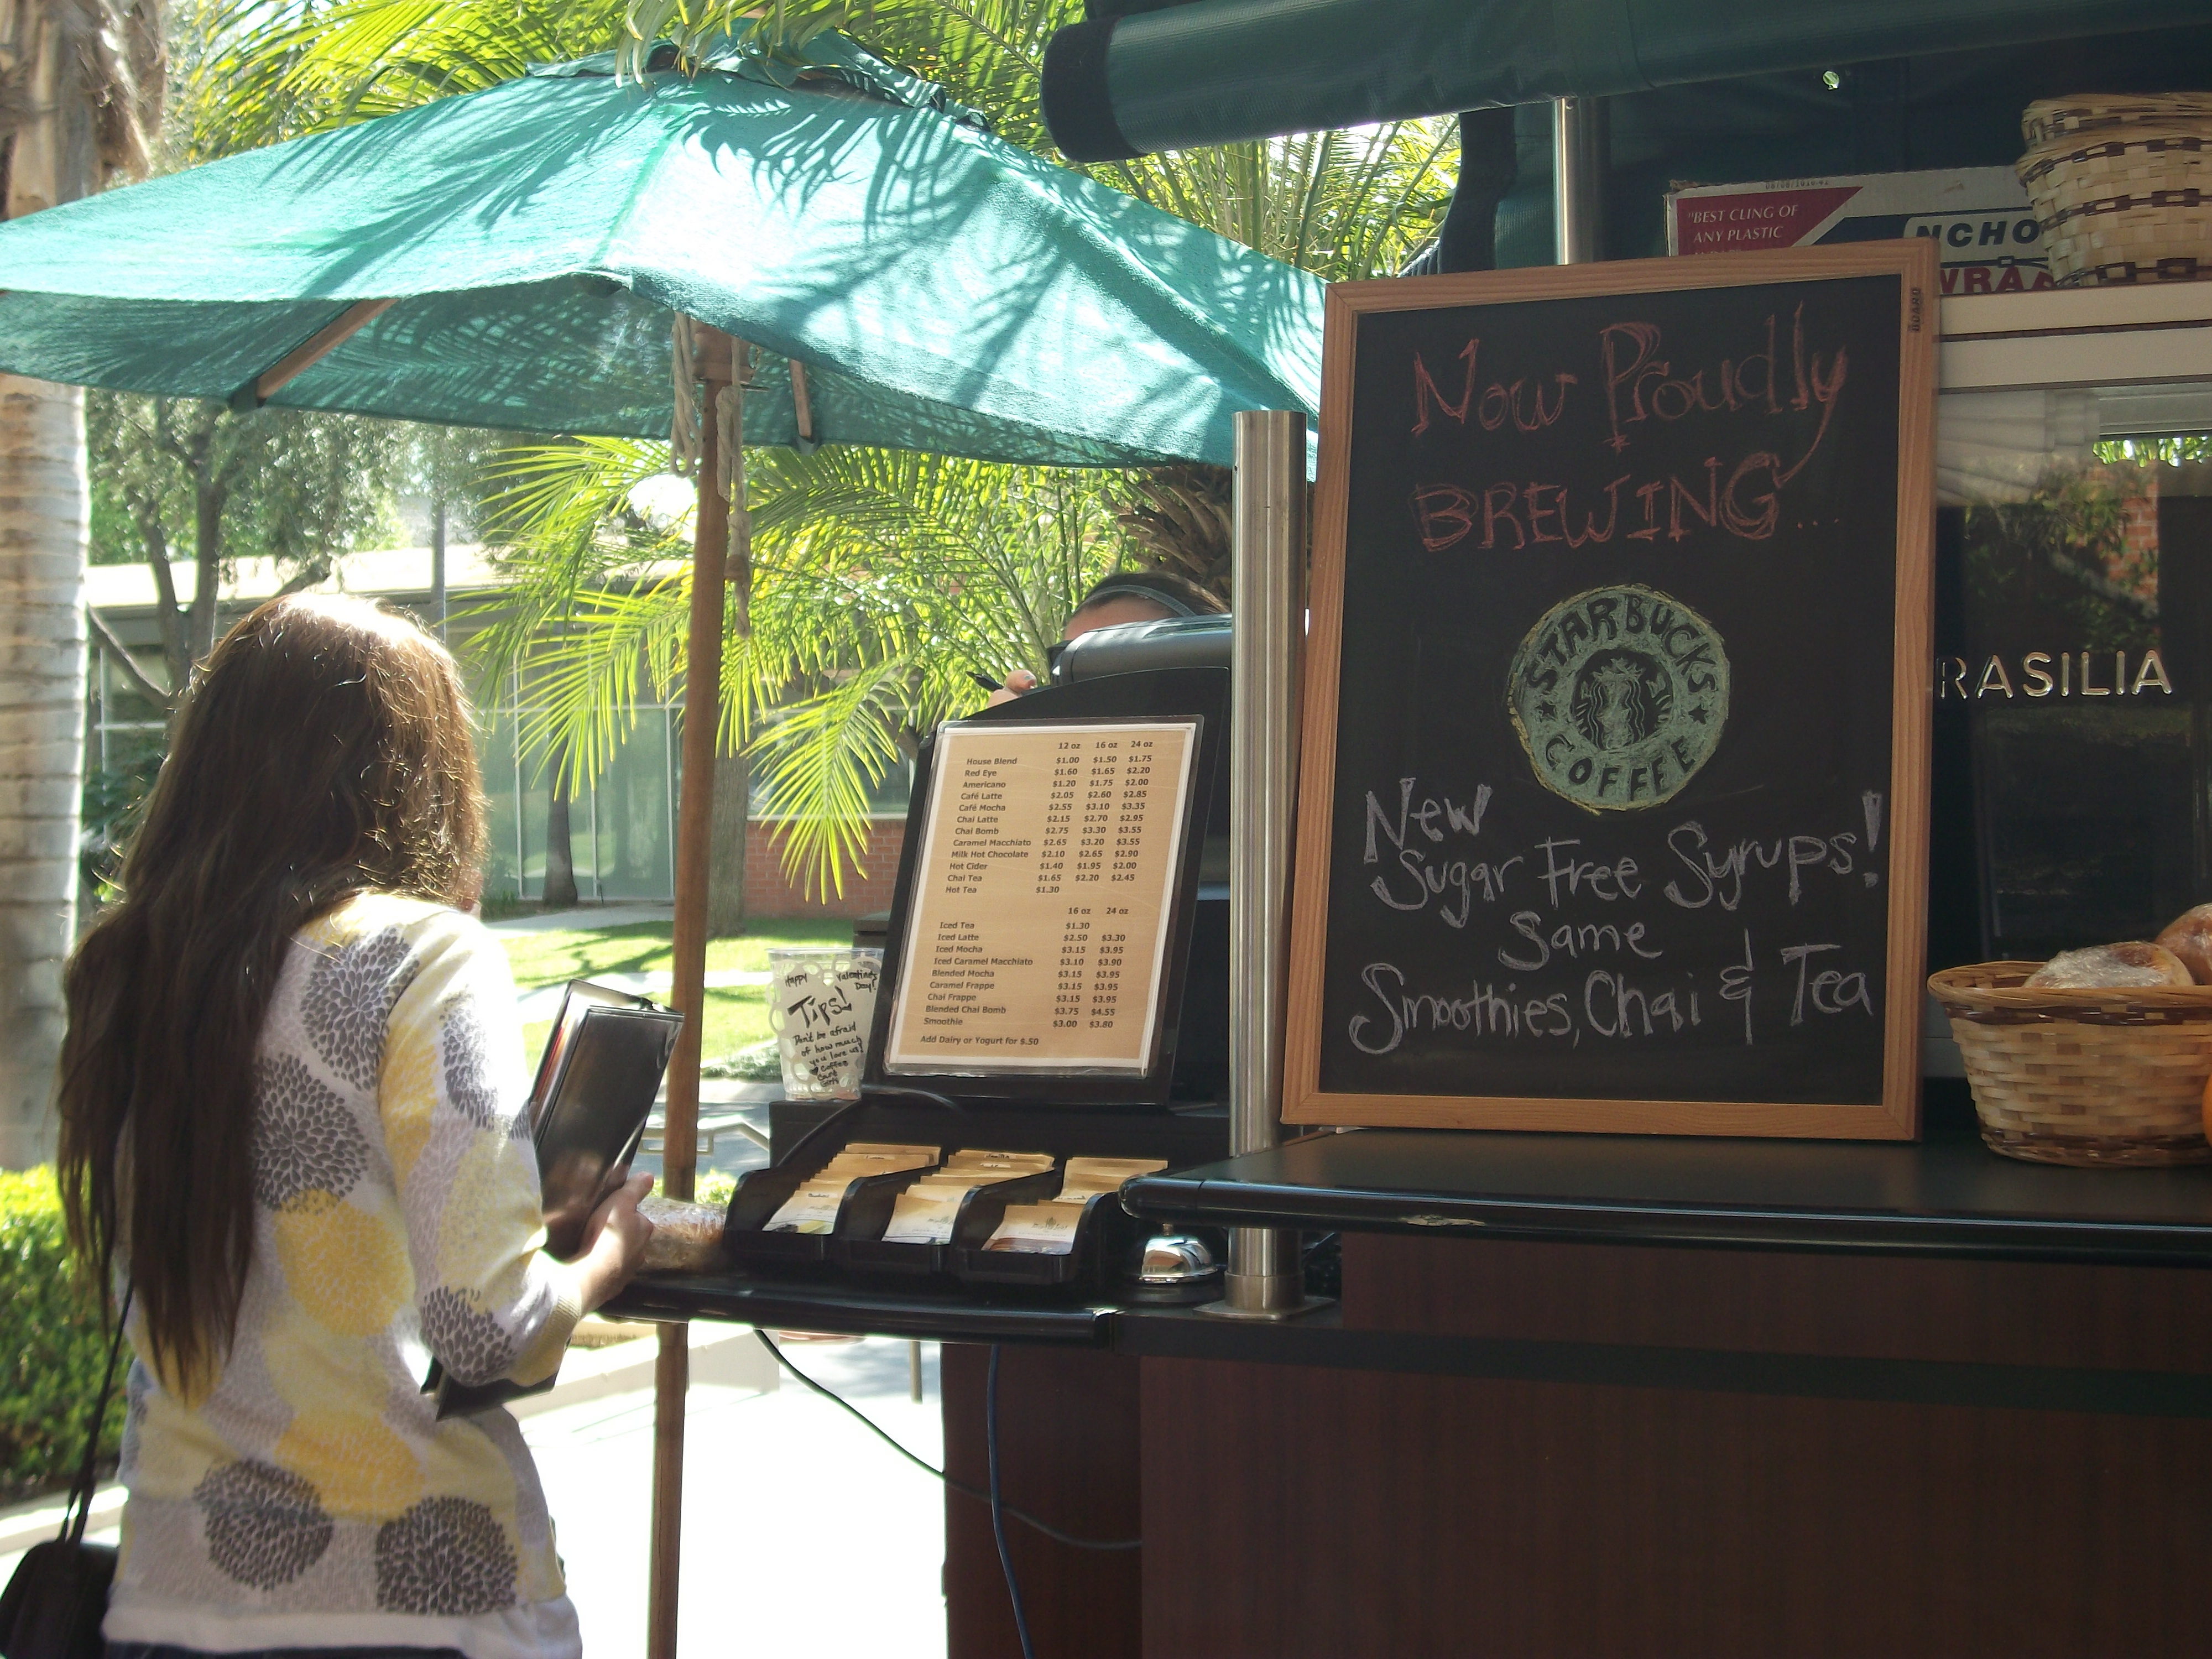 "BEST CLING OF
ANY PLASTIC
NCHO
WRA
BOARD
Now Proudly
BREWING...
STARBUCKS
COFFEE
New
Sugar Free Syrups!
Same
Smoothies, Chai & Tea
RASILIA
12 oz 16 oz 24 oz
House Blend $1.00 $1.50 $1.75
Red Eye $1.60 $1.65 $2.20
Americano $1.20 $1.75 $2.00
Café Latte $2.05 $2.60 $2.85
Café Mocha $2.55 $3.10 $3.35
Chai Latte $2.15 $2.70 $2.95
Chai Bomb $2.75 $3.30 $3.55
Caramel Macchiato $2.65 $3.20 $3.55
Milk Hot Chocolate $2.10 $2.65 $2.90
Hot Cider $1.40 $1.95 $2.00
Chai Tea $1.65 $2.20 $2.45
Hot Tea $1.30
16 oz 24 oz
Iced Tea $1.30
Iced Latte $2.50 $3.30
Iced Mocha $3.15 $3.95
Iced Caramel Macchiato $3.10 $3.90
Blended Mocha $3.15 $3.95
Caramel Frappe $3.15 $3.95
Chai Frappe $3.15 $3.95
Blended Chai Bomb $3.75 $4.55
Smoothie $3.00 $3.80
Add Dairy or Yogurt for $.50
Happy Valentines
Day!
Tips!
Don't be afraid
of how much
you love us!
coffee
cart
girls